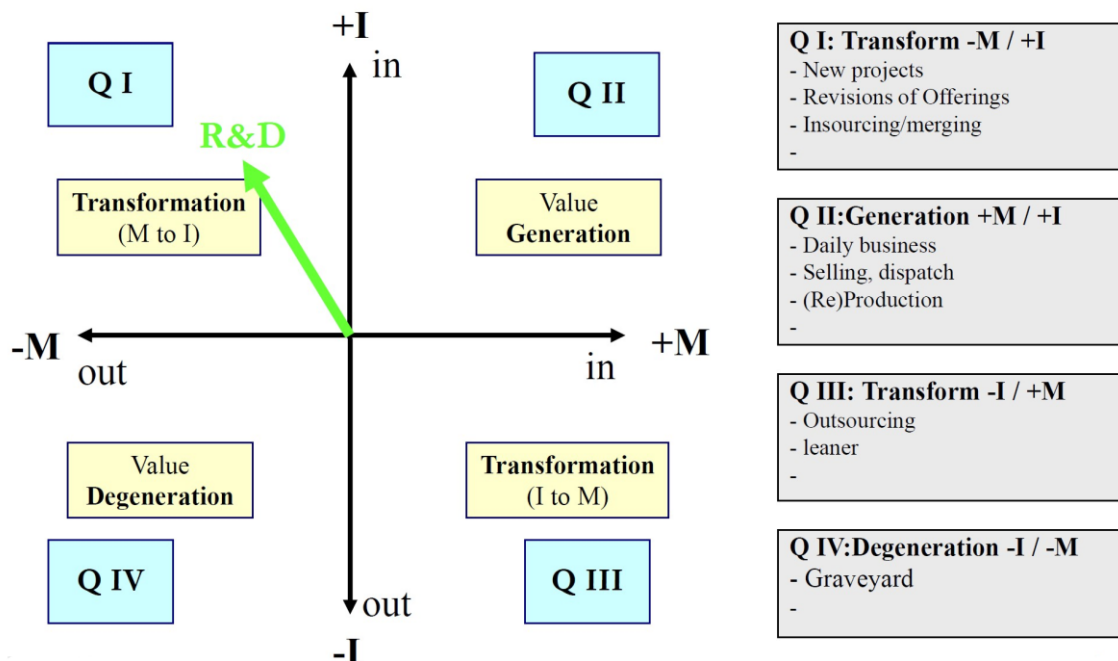 +I
in
Q I
Q II
R&D
Transformation
(M to I)
Value
Generation
-M
out
+M
in
Value
Degeneration
Transformation
(I to M)
Q IV
Q III
out
-I
Q I: Transform -M / +I
- New projects
- Revisions of Offerings
- Insourcing/merging
-
Q II:Generation +M / +I
- Daily business
- Selling, dispatch
- (Re)Production
-
Q III: Transform -I / +M
- Outsourcing
- leaner
-
Q IV:Degeneration -I / -M
- Graveyard
-